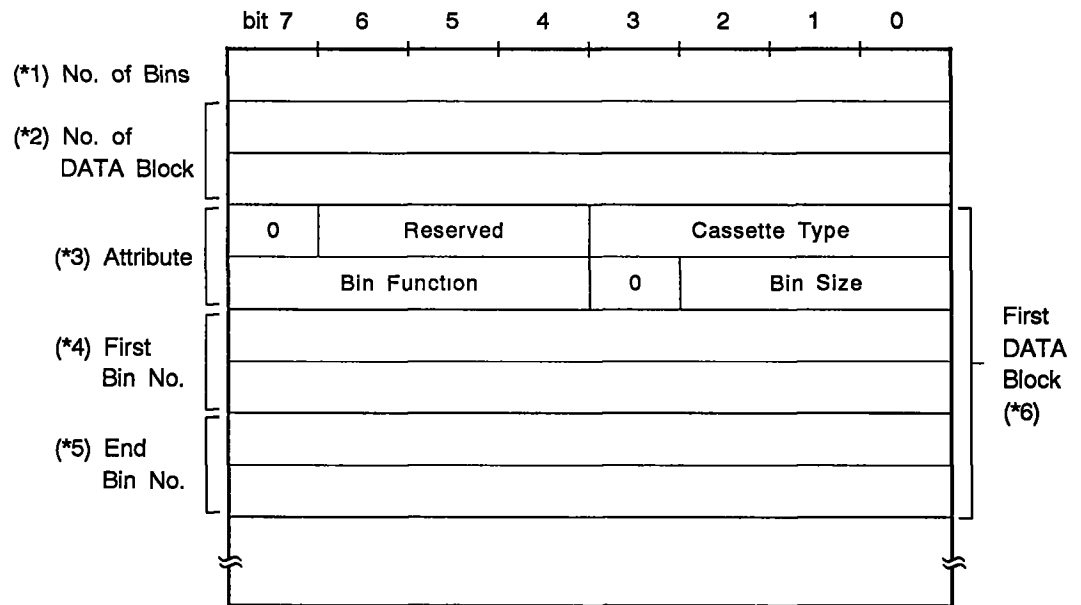 bit 7 6 5 4 3 2 1 0
(*1) No. of Bins
(*2) No. of
DATA Block
0 Reserved Cassette Type
(*3) Attribute
Bin Function 0 Bin Size
(*4) First
Bin No.
First
DATA
Block
(*6)
(*5) End
Bin No.